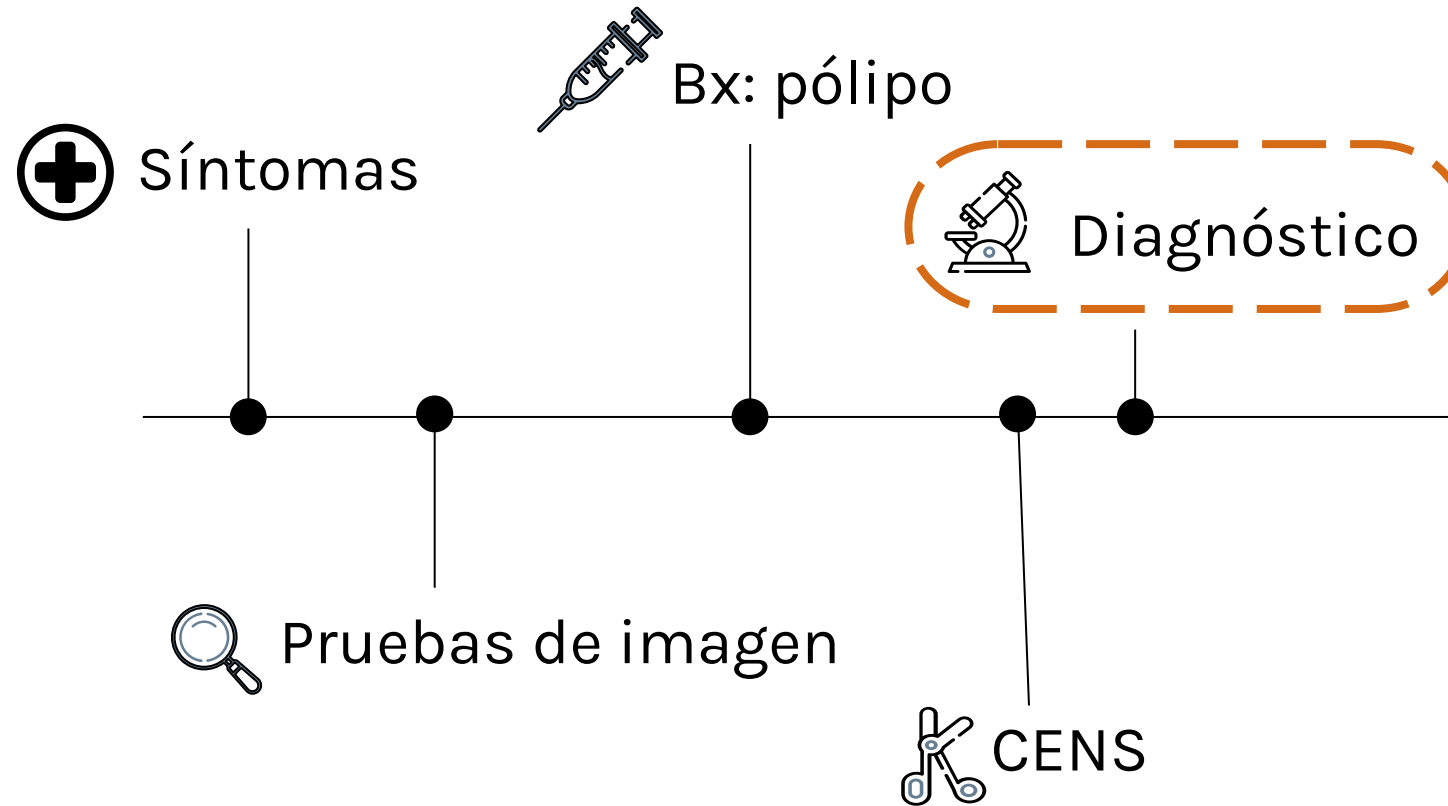 Bx: pólipo
Síntomas
Diagnóstico
Pruebas de imagen
CENS